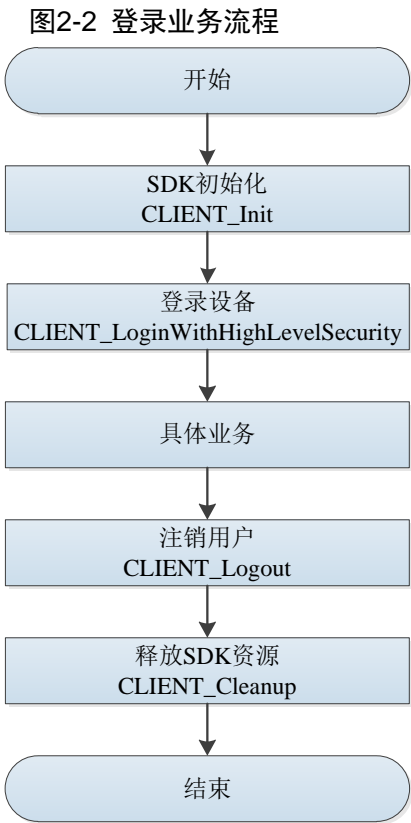 图2-2 登录业务流程
开始
SDK初始化
CLIENT_Init
登录设备
CLIENT_LoginWithHighLevelSecurity
具体业务
注销用户
CLIENT_Logout
释放SDK资源
CLIENT_Cleanup
结束